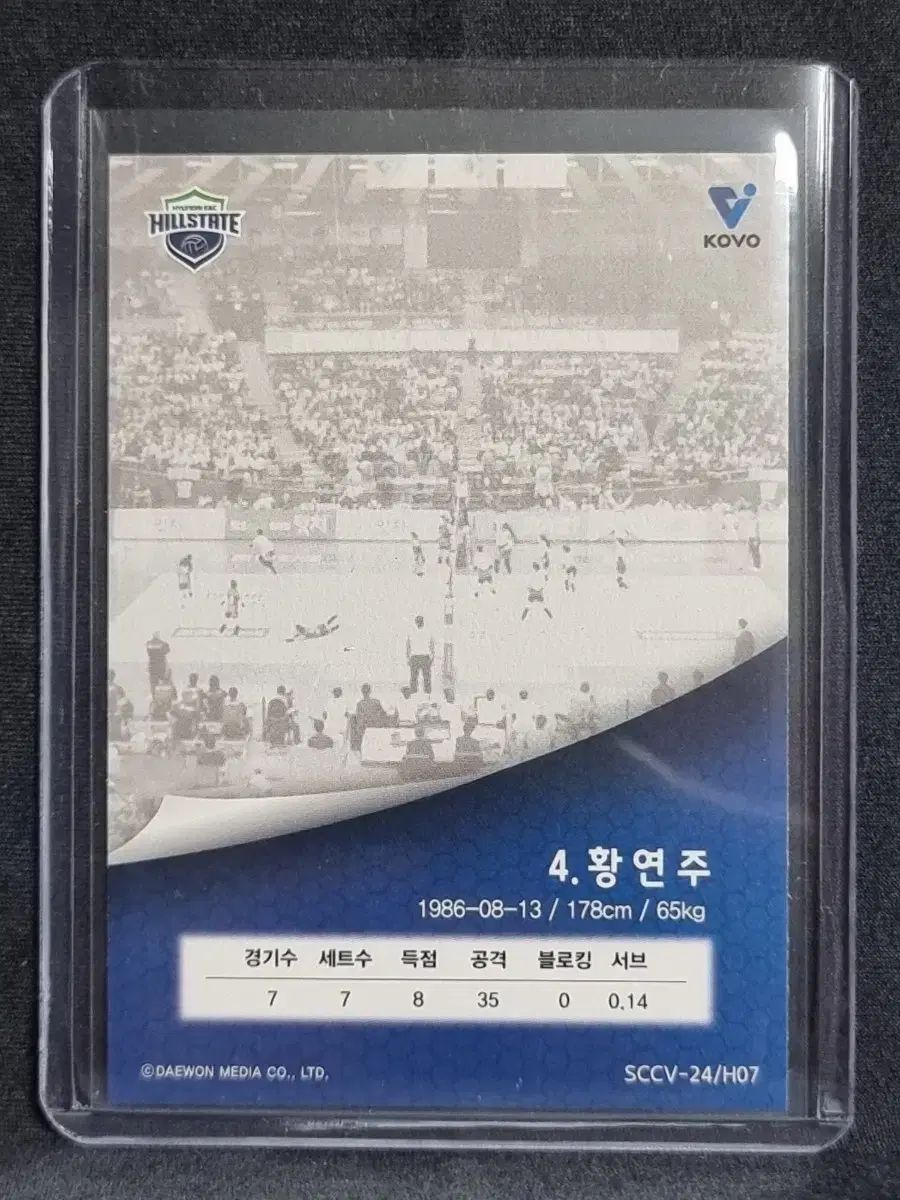 HYUNDAI E&C
HILLSTATE
KOVO
4.황연주
1986-08-13 / 178cm / 65kg
경기수 세트수 득점 공격 블로킹 서브
7 7 8 35 0 0.14
©DAEWON MEDIA CO., LTD.
SCCV-24/H07